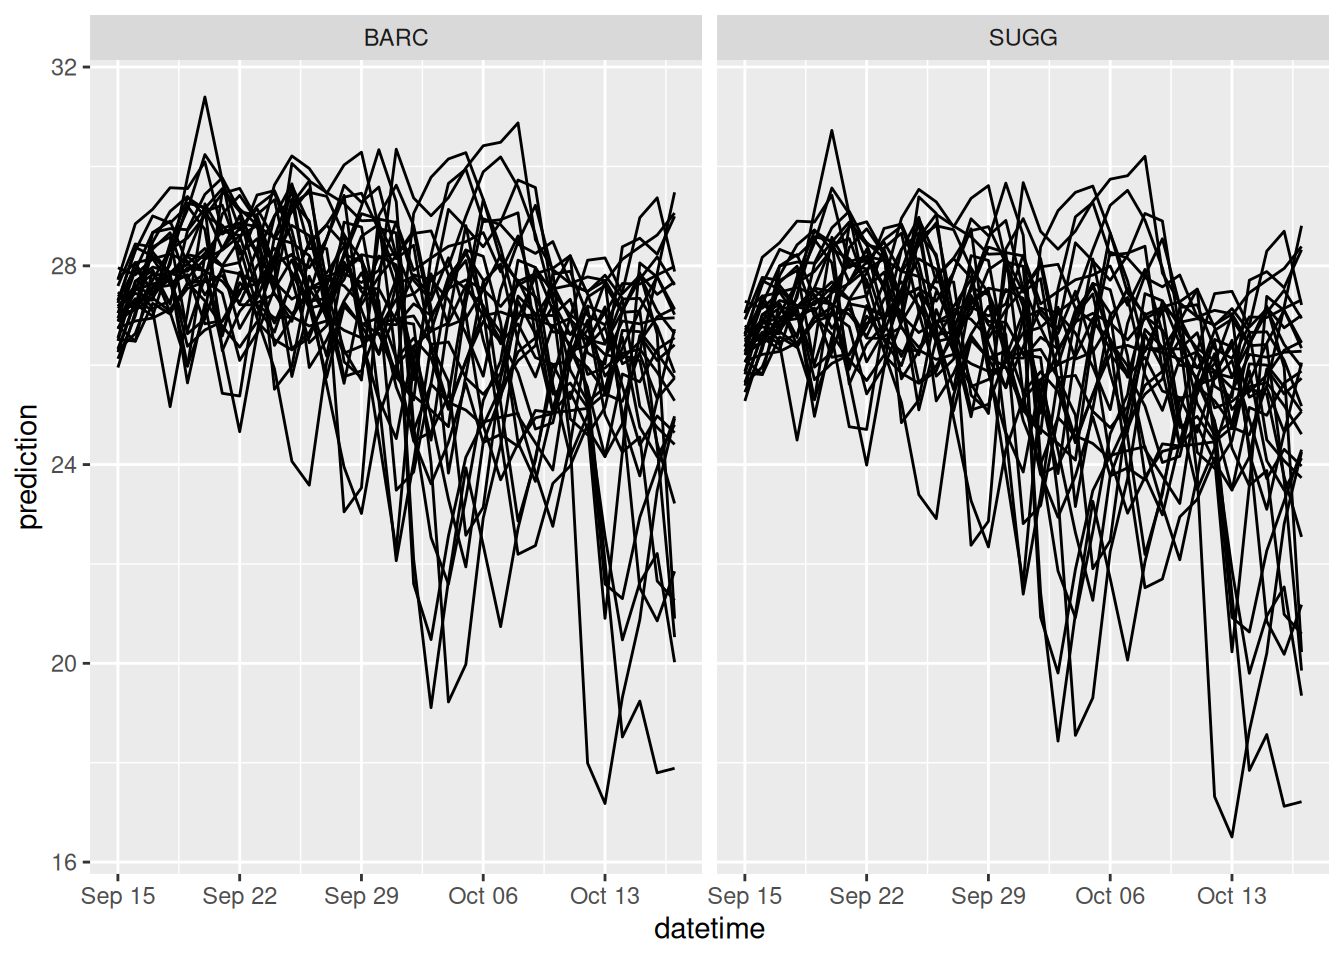 BARC SUGG
32
28
24
20
16
prediction
Sep 15 Sep 22 Sep 29 Oct 06 Oct 13 Sep 15 Sep 22 Sep 29 Oct 06 Oct 13
datetime